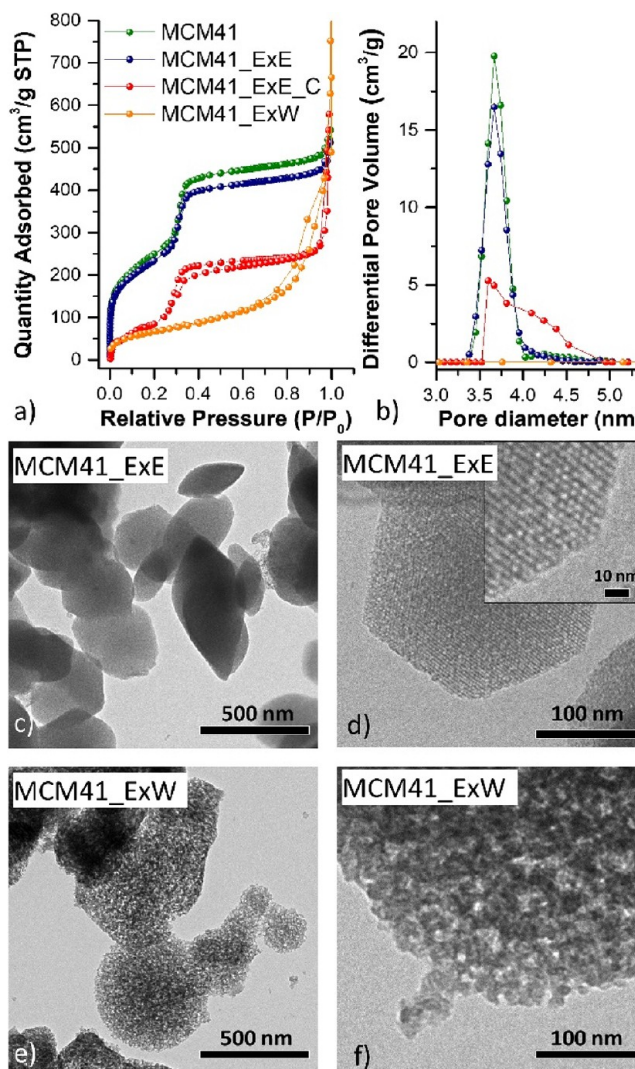 MCM41
MCM41_ExE
MCM41_ExE_C
MCM41_ExW
800
700
600
500
400
300
200
100
0
0.0 0.2 0.4 0.6 0.8 1.0
Quantity Adsorbed (cm³/g STP)
Relative Pressure (P/P₀)
a)
20
15
10
5
0
3.0 3.5 4.0 4.5 5.0
Differential Pore Volume (cm³/g)
Pore diameter (nm
b)
MCM41_ExE
c)
500 nm
MCM41_ExE
10 nm
d)
100 nm
MCM41_ExW
e)
500 nm
MCM41_ExW
f)
100 nm